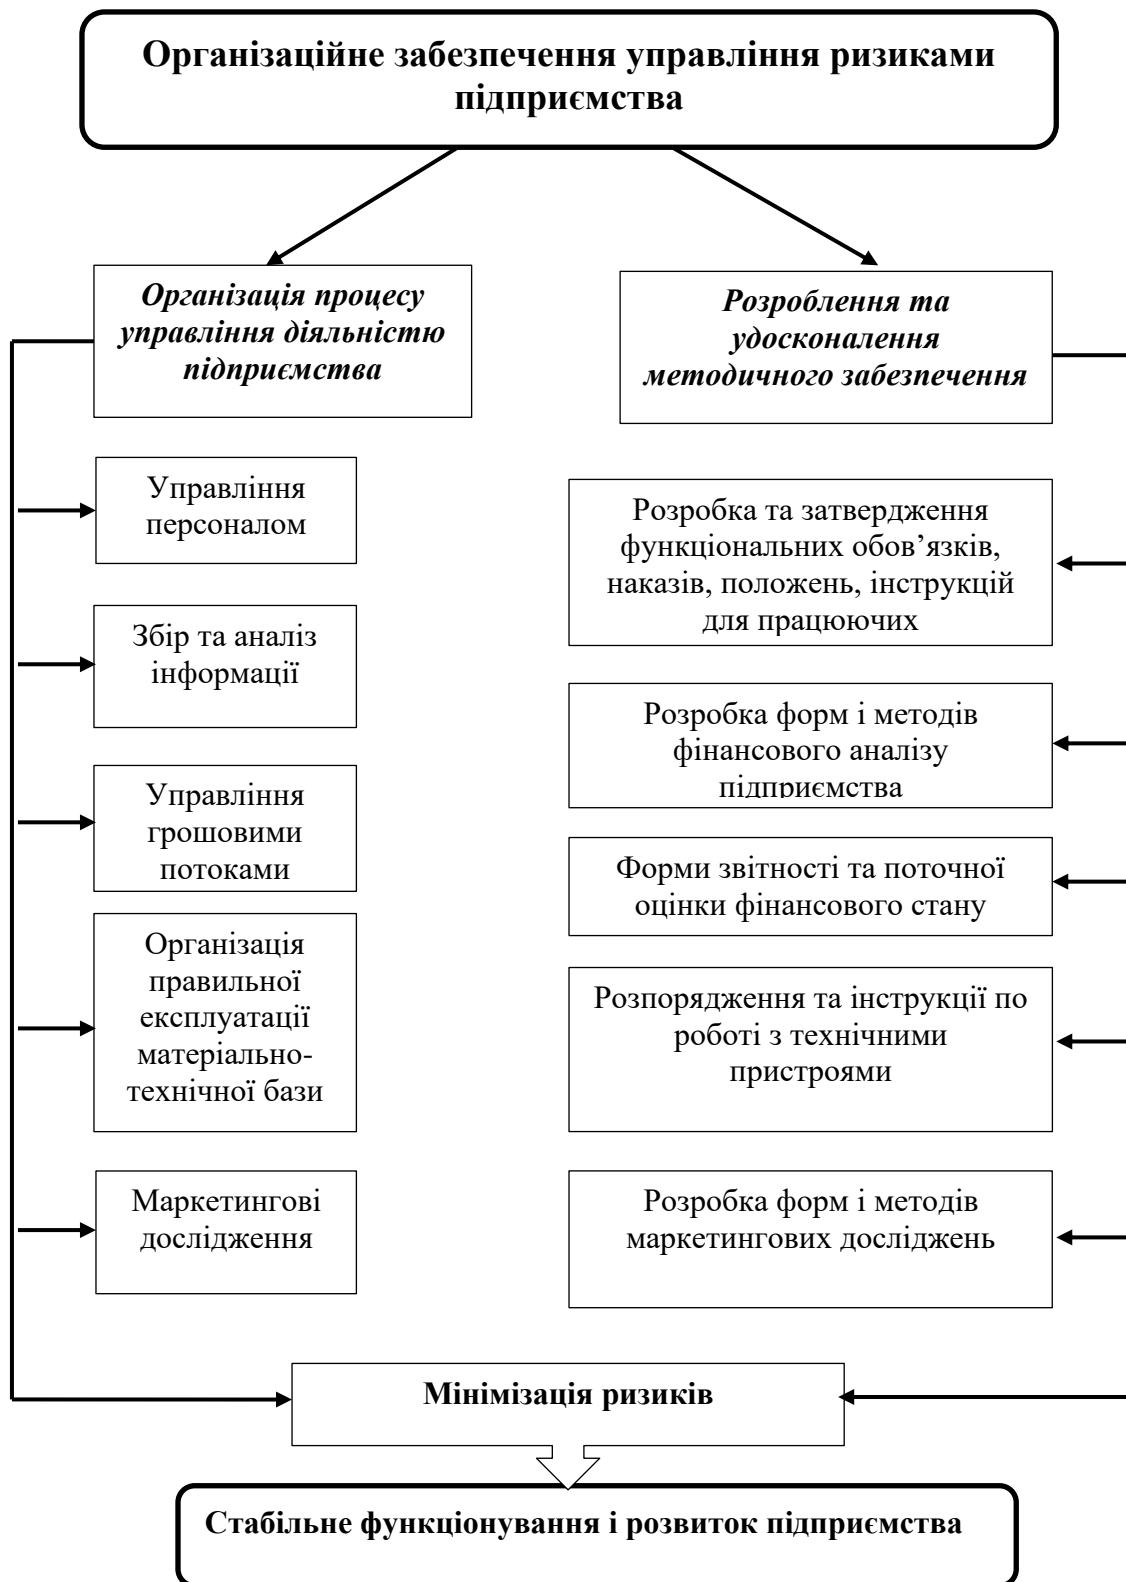 Організаційне забезпечення управління ризиками
підприємства
Організація процесу
управління діяльністю
підприємства
Розроблення та
удосконалення
методичного забезпечення
Управління
персоналом
Збір та аналіз
інформації
Управління
грошовими
потоками
Організація
правильної
експлуатації
матеріально-
технічної бази
Маркетингові
дослідження
Розробка та затвердження
функціональних обов’язків,
наказів, положень, інструкцій
для працюючих
Розробка форм і методів
фінансового аналізу
підприємства
Форми звітності та поточної
оцінки фінансового стану
Розпорядження та інструкції по
роботі з технічними
пристроями
Розробка форм і методів
маркетингових досліджень
Мінімізація ризиків
Стабільне функціонування і розвиток підприємства